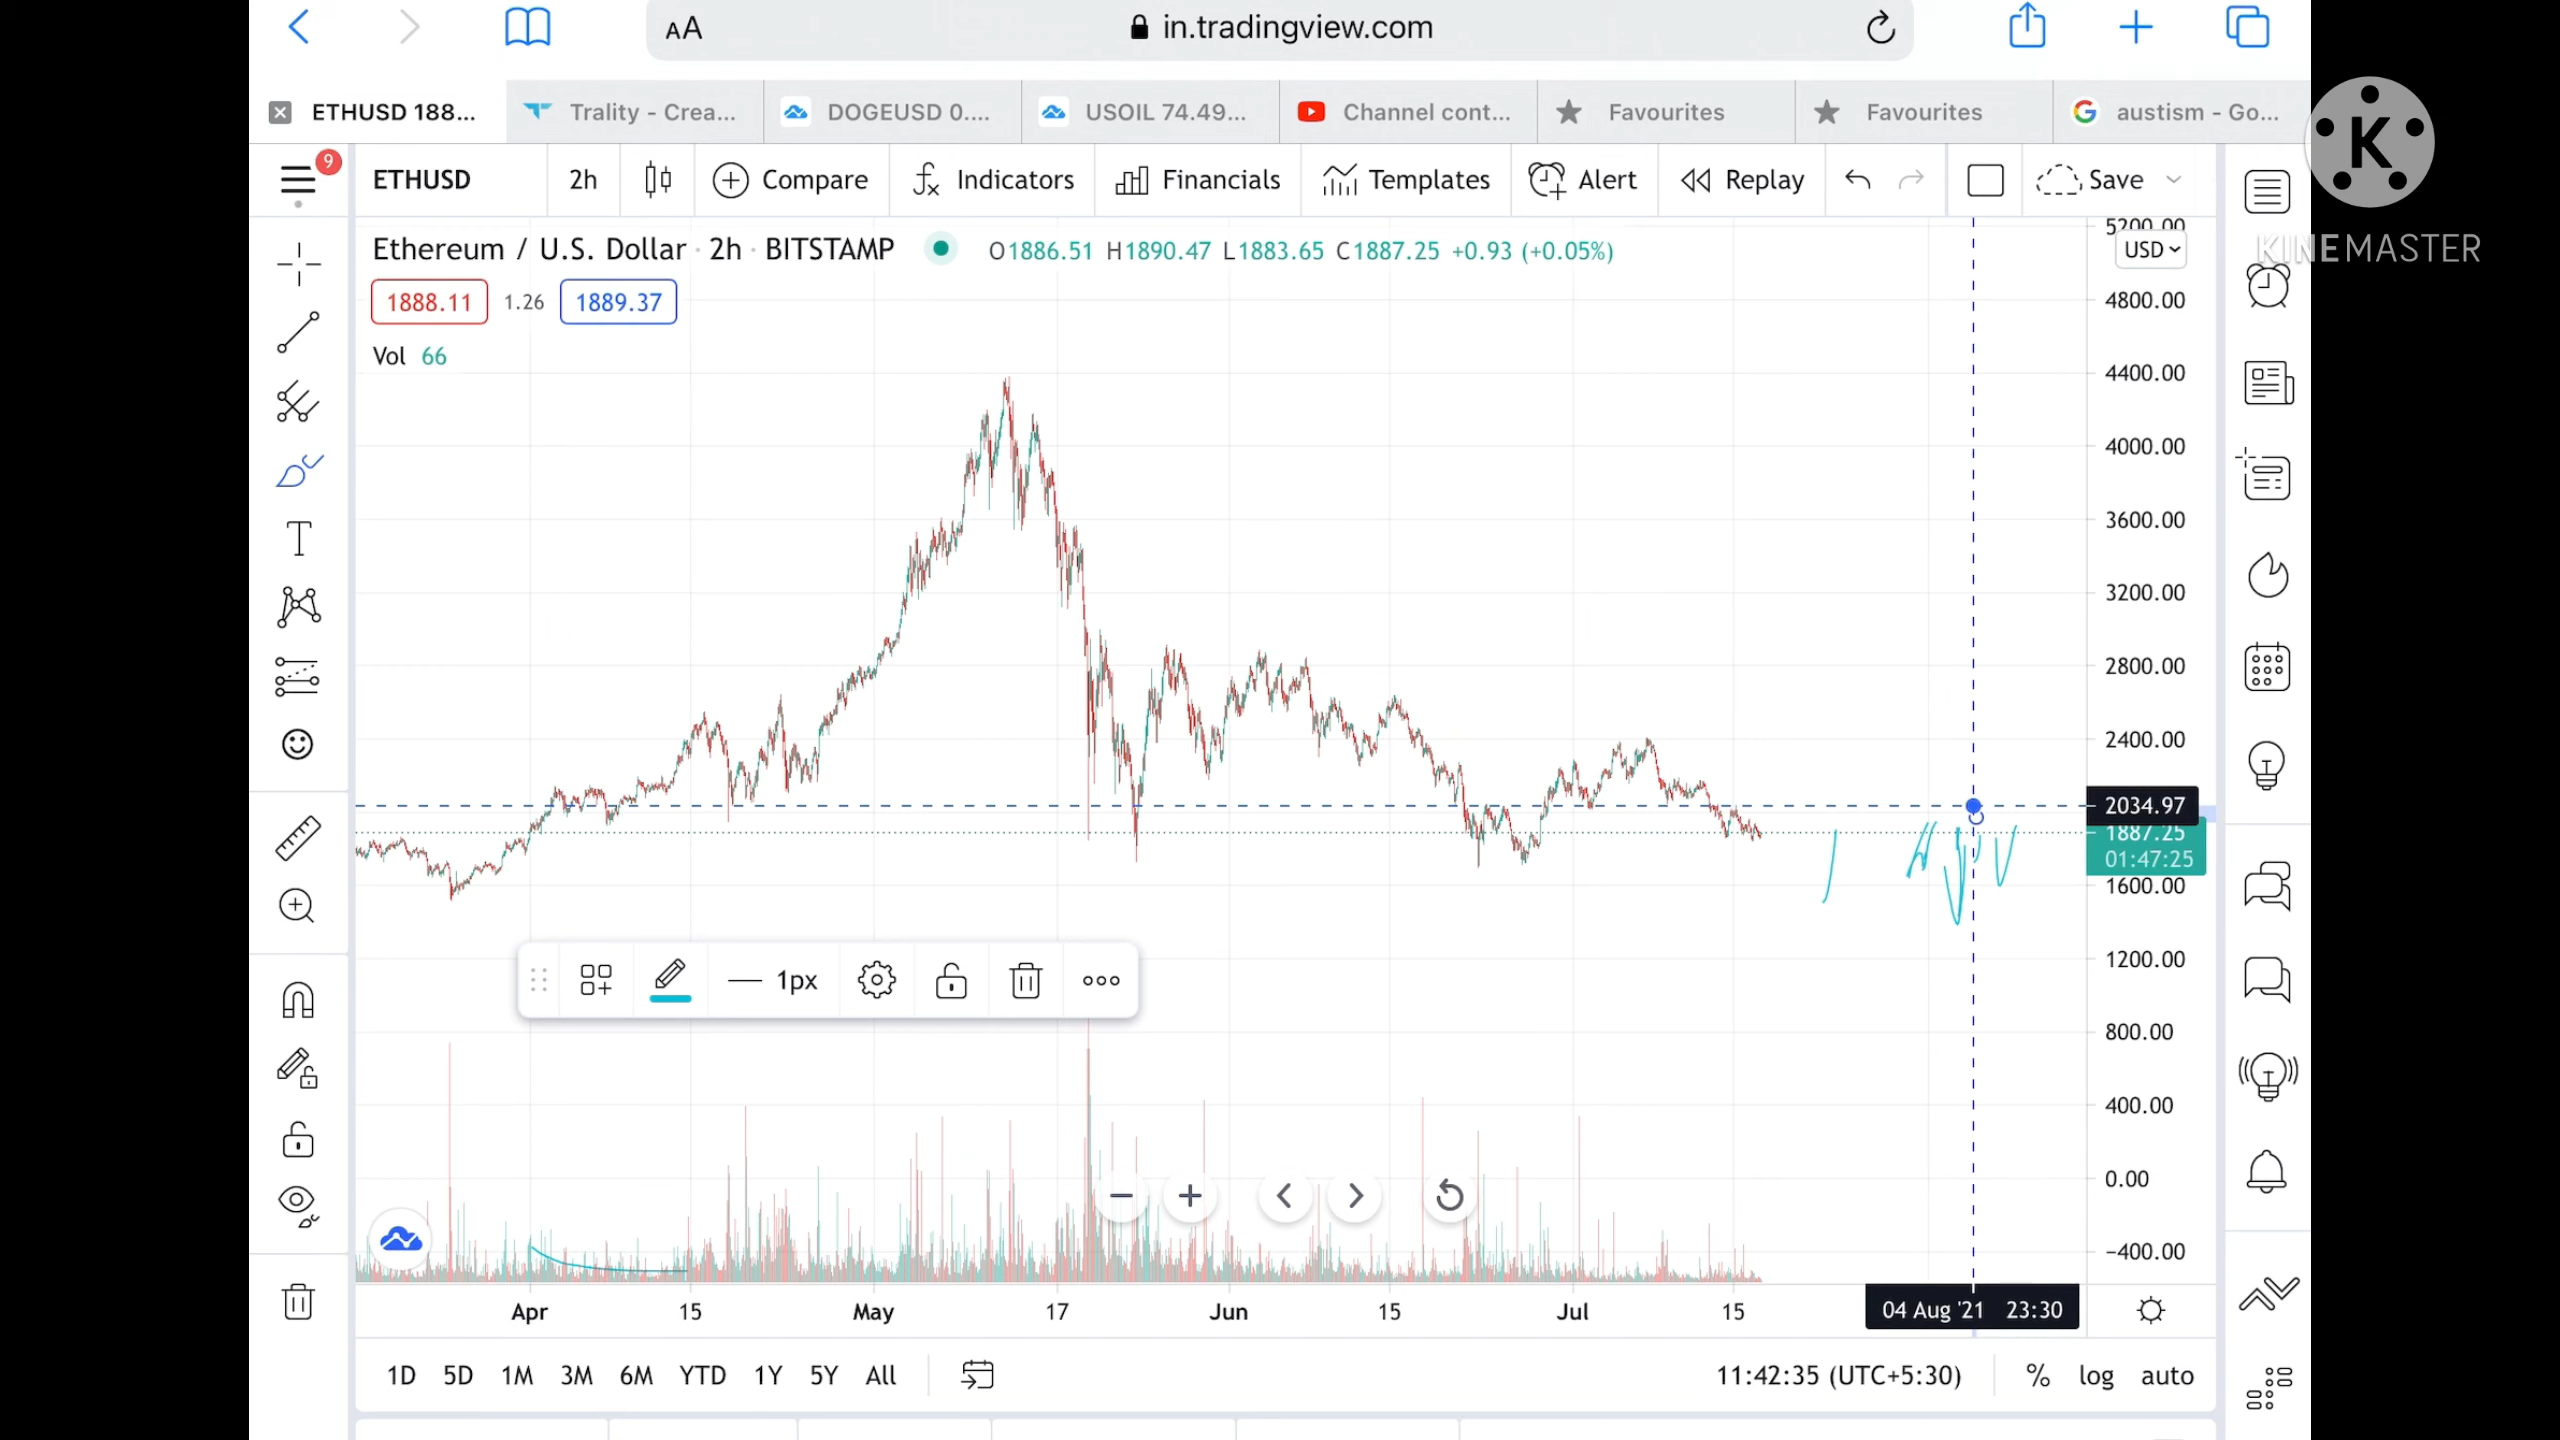 AA in.tradingview.com
ETHUSD 188... Trality - Crea... DOGEUSD 0.... USOIL 74.49... Channel cont... Favourites Favourites austism - Go...
K
KINEMASTER
9 ETHUSD 2h Compare Indicators Financials Templates Alert Replay Save
Ethereum / U.S. Dollar · 2h · BITSTAMP O1886.51 H1890.47 L1883.65 C1887.25 +0.93 (+0.05%)
1888.11 1.26 1889.37
Vol 66
5200.00
USD
4800.00
4400.00
4000.00
3600.00
3200.00
2800.00
2400.00
2034.97
1887.25
01:47:25
1600.00
1200.00
800.00
400.00
0.00
−400.00
1px
Apr 15 May 17 Jun 15 Jul 15 04 Aug '21 23:30
1D 5D 1M 3M 6M YTD 1Y 5Y All 11:42:35 (UTC+5:30) % log auto